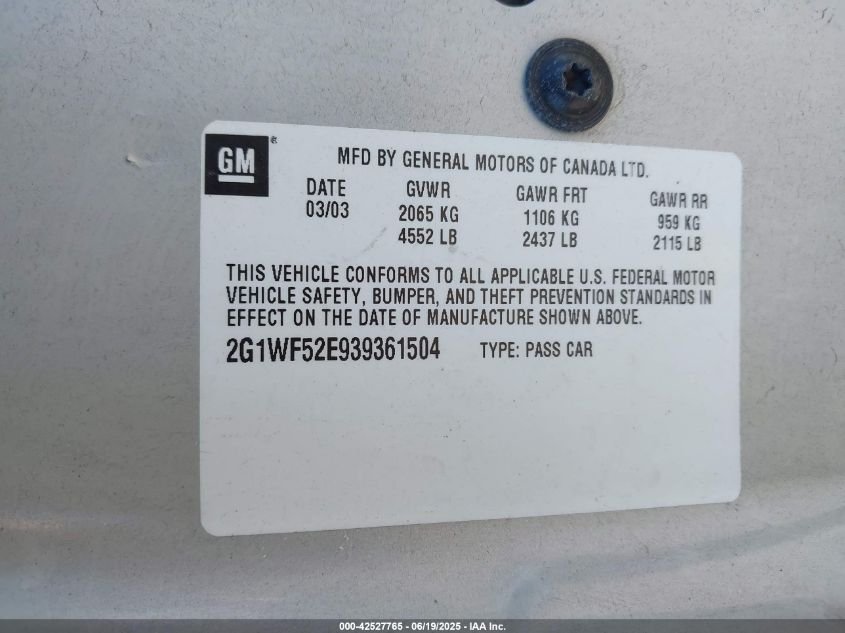 GM ®
MFD BY GENERAL MOTORS OF CANADA LTD.
DATE GVWR GAWR FRT GAWR RR
03/03 2065 KG 1106 KG 959 KG
4552 LB 2437 LB 2115 LB
THIS VEHICLE CONFORMS TO ALL APPLICABLE U.S. FEDERAL MOTOR
VEHICLE SAFETY, BUMPER, AND THEFT PREVENTION STANDARDS IN
EFFECT ON THE DATE OF MANUFACTURE SHOWN ABOVE.
2G1WF52E939361504 TYPE: PASS CAR
000-42527765 - 06/19/2025 - IAA Inc.